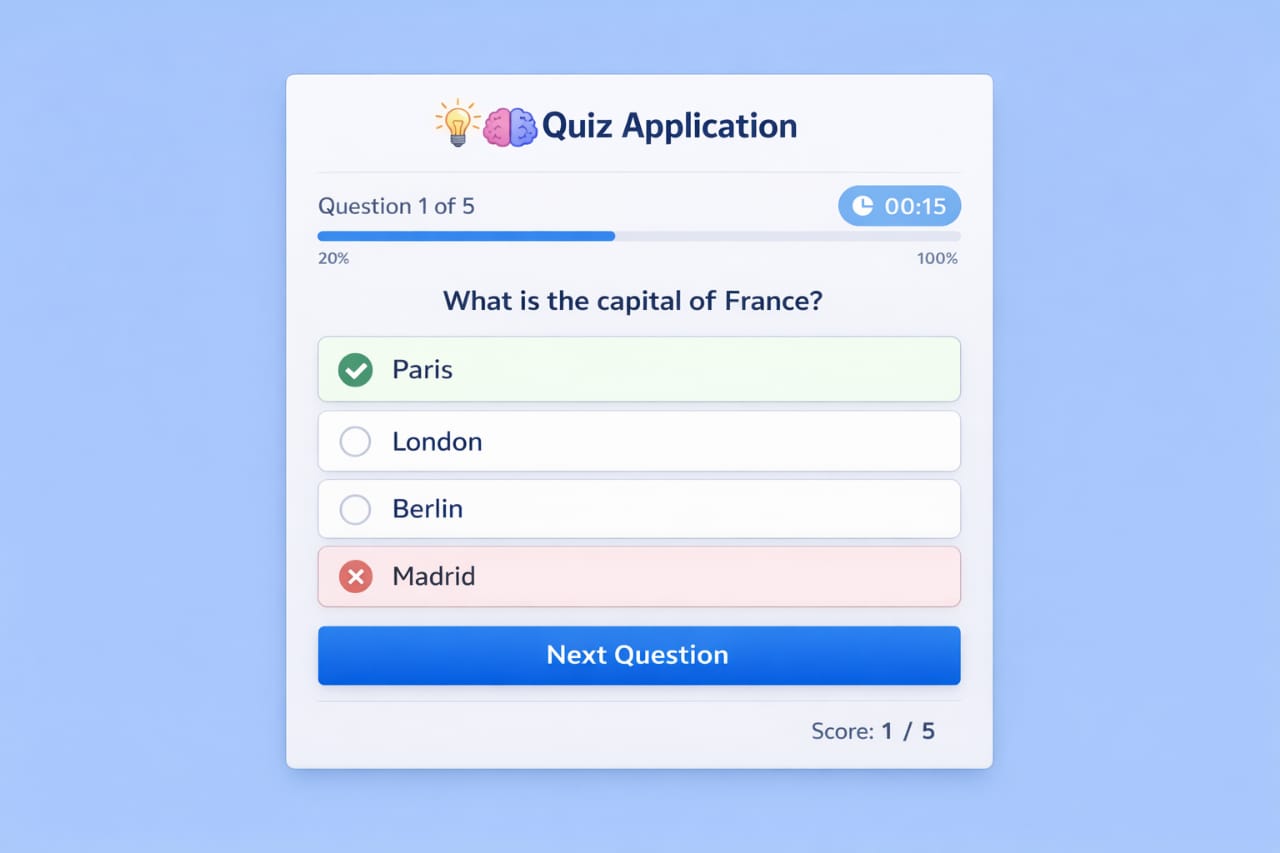 Quiz Application
Question 1 of 5
00:15
20%
100%
What is the capital of France?
Paris
London
Berlin
Madrid
Next Question
Score: 1 / 5